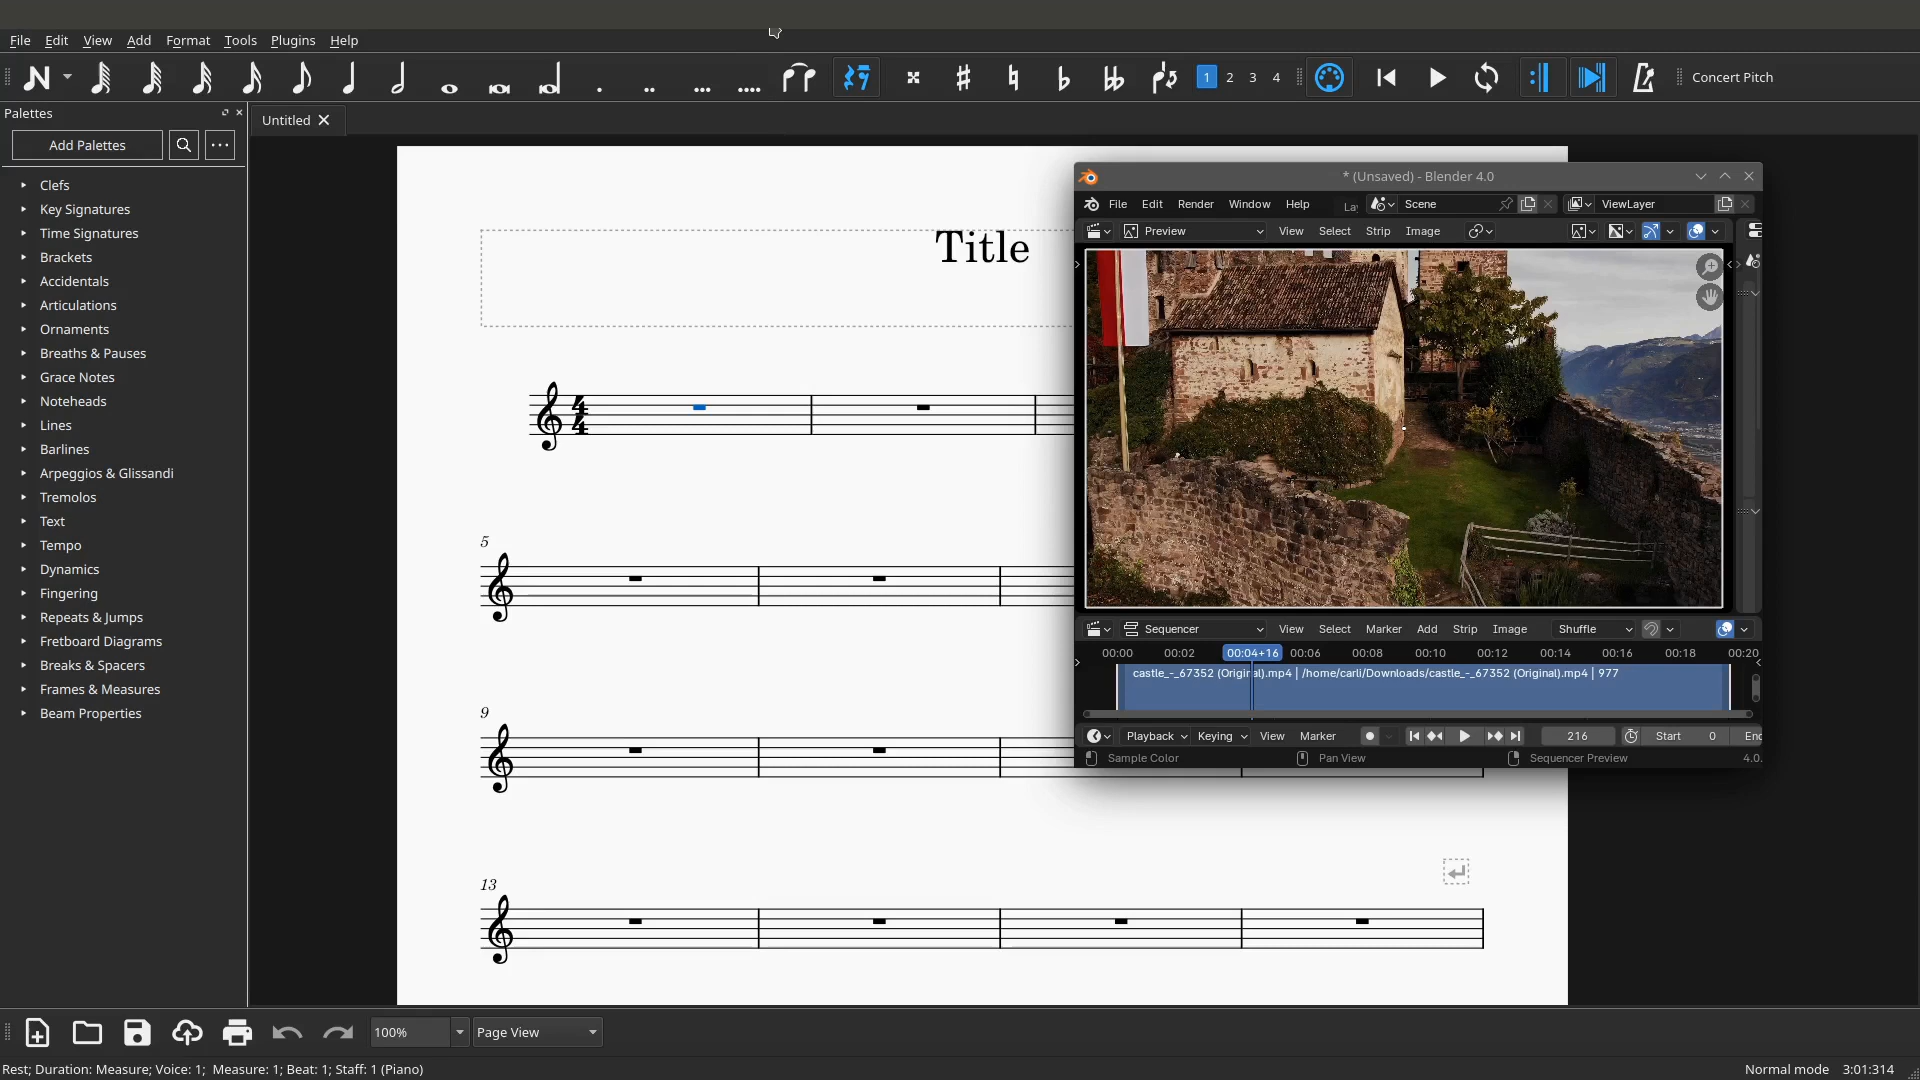 File Edit View Add Format Tools Plugins Help
1 2 3 4 Concert Pitch
Palettes
Add Palettes
Clefs
Key Signatures
Time Signatures
Brackets
Accidentals
Articulations
Ornaments
Breaths & Pauses
Grace Notes
Noteheads
Lines
Barlines
Arpeggios & Glissandi
Tremolos
Text
Tempo
Dynamics
Fingering
Repeats & Jumps
Fretboard Diagrams
Breaks & Spacers
Frames & Measures
Beam Properties
Untitled
Title
4
4
5
9
13
* (Unsaved) - Blender 4.0
File Edit Render Window Help La Scene ViewLayer
Preview View Select Strip Image
Sequencer View Select Marker Add Strip Image Shuffle
00:00 00:02 00:04+16 00:06 00:08 00:10 00:12 00:14 00:16 00:18 00:20
castle_-_67352 (Original).mp4 | /home/carli/Downloads/castle_-_67352 (Original).mp4 | 977
Playback Keying View Marker 216 Start 0 Enc
Sample Color Pan View Sequencer Preview 4.0.
100% Page View
Rest; Duration: Measure; Voice: 1; Measure: 1; Beat: 1; Staff: 1 (Piano) Normal mode 3:01:314